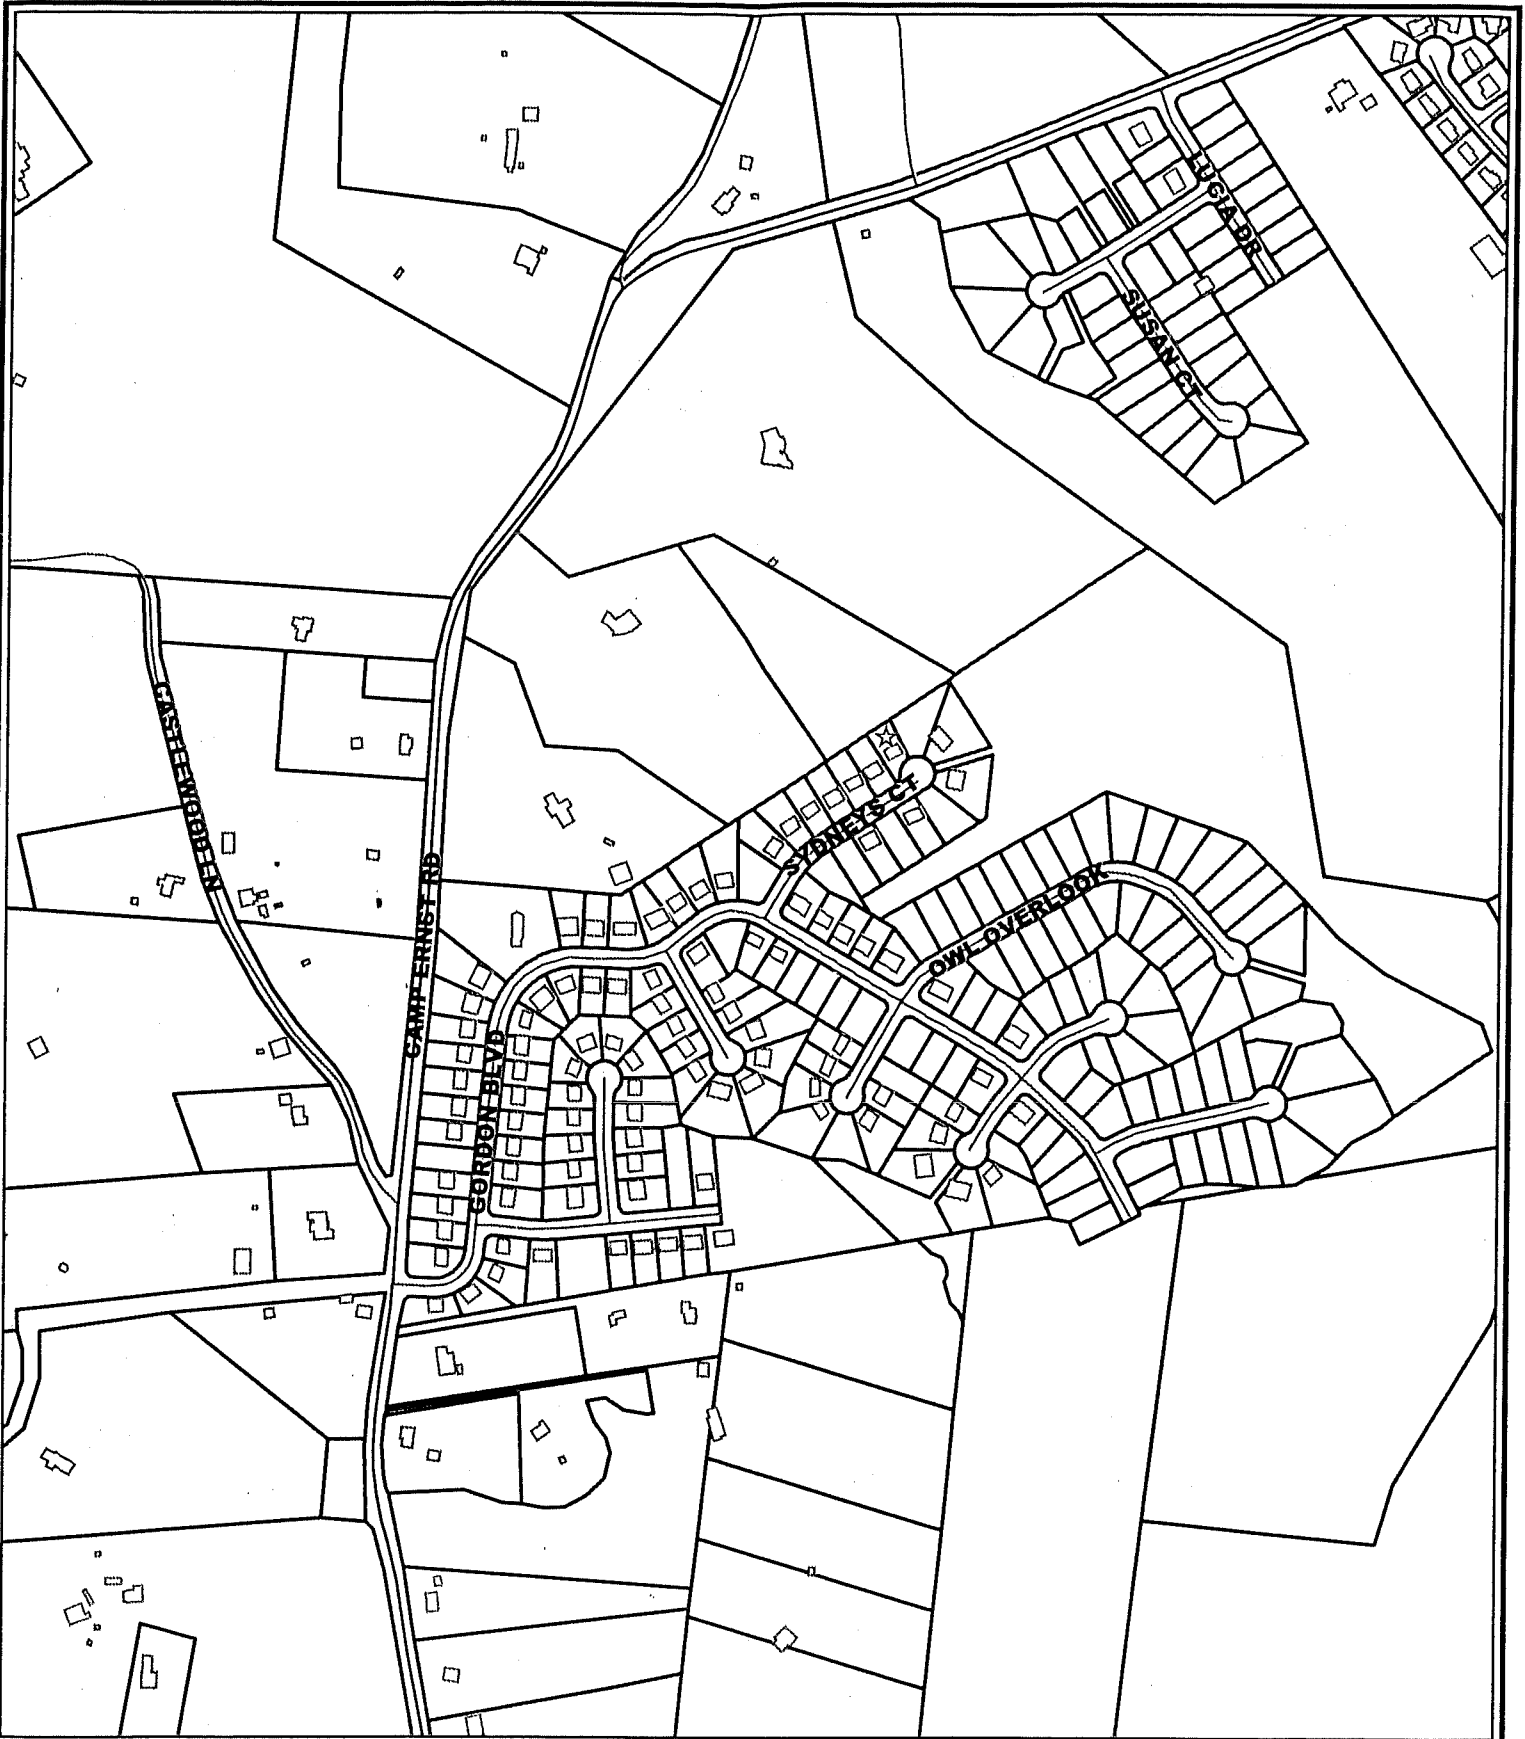 LUCIA DR
SUSAN CT
CASTLEWOOD LN
SYDNEYS CT
CAMP ERNST RD
OWL OVERLOOK
GORDON BLVD